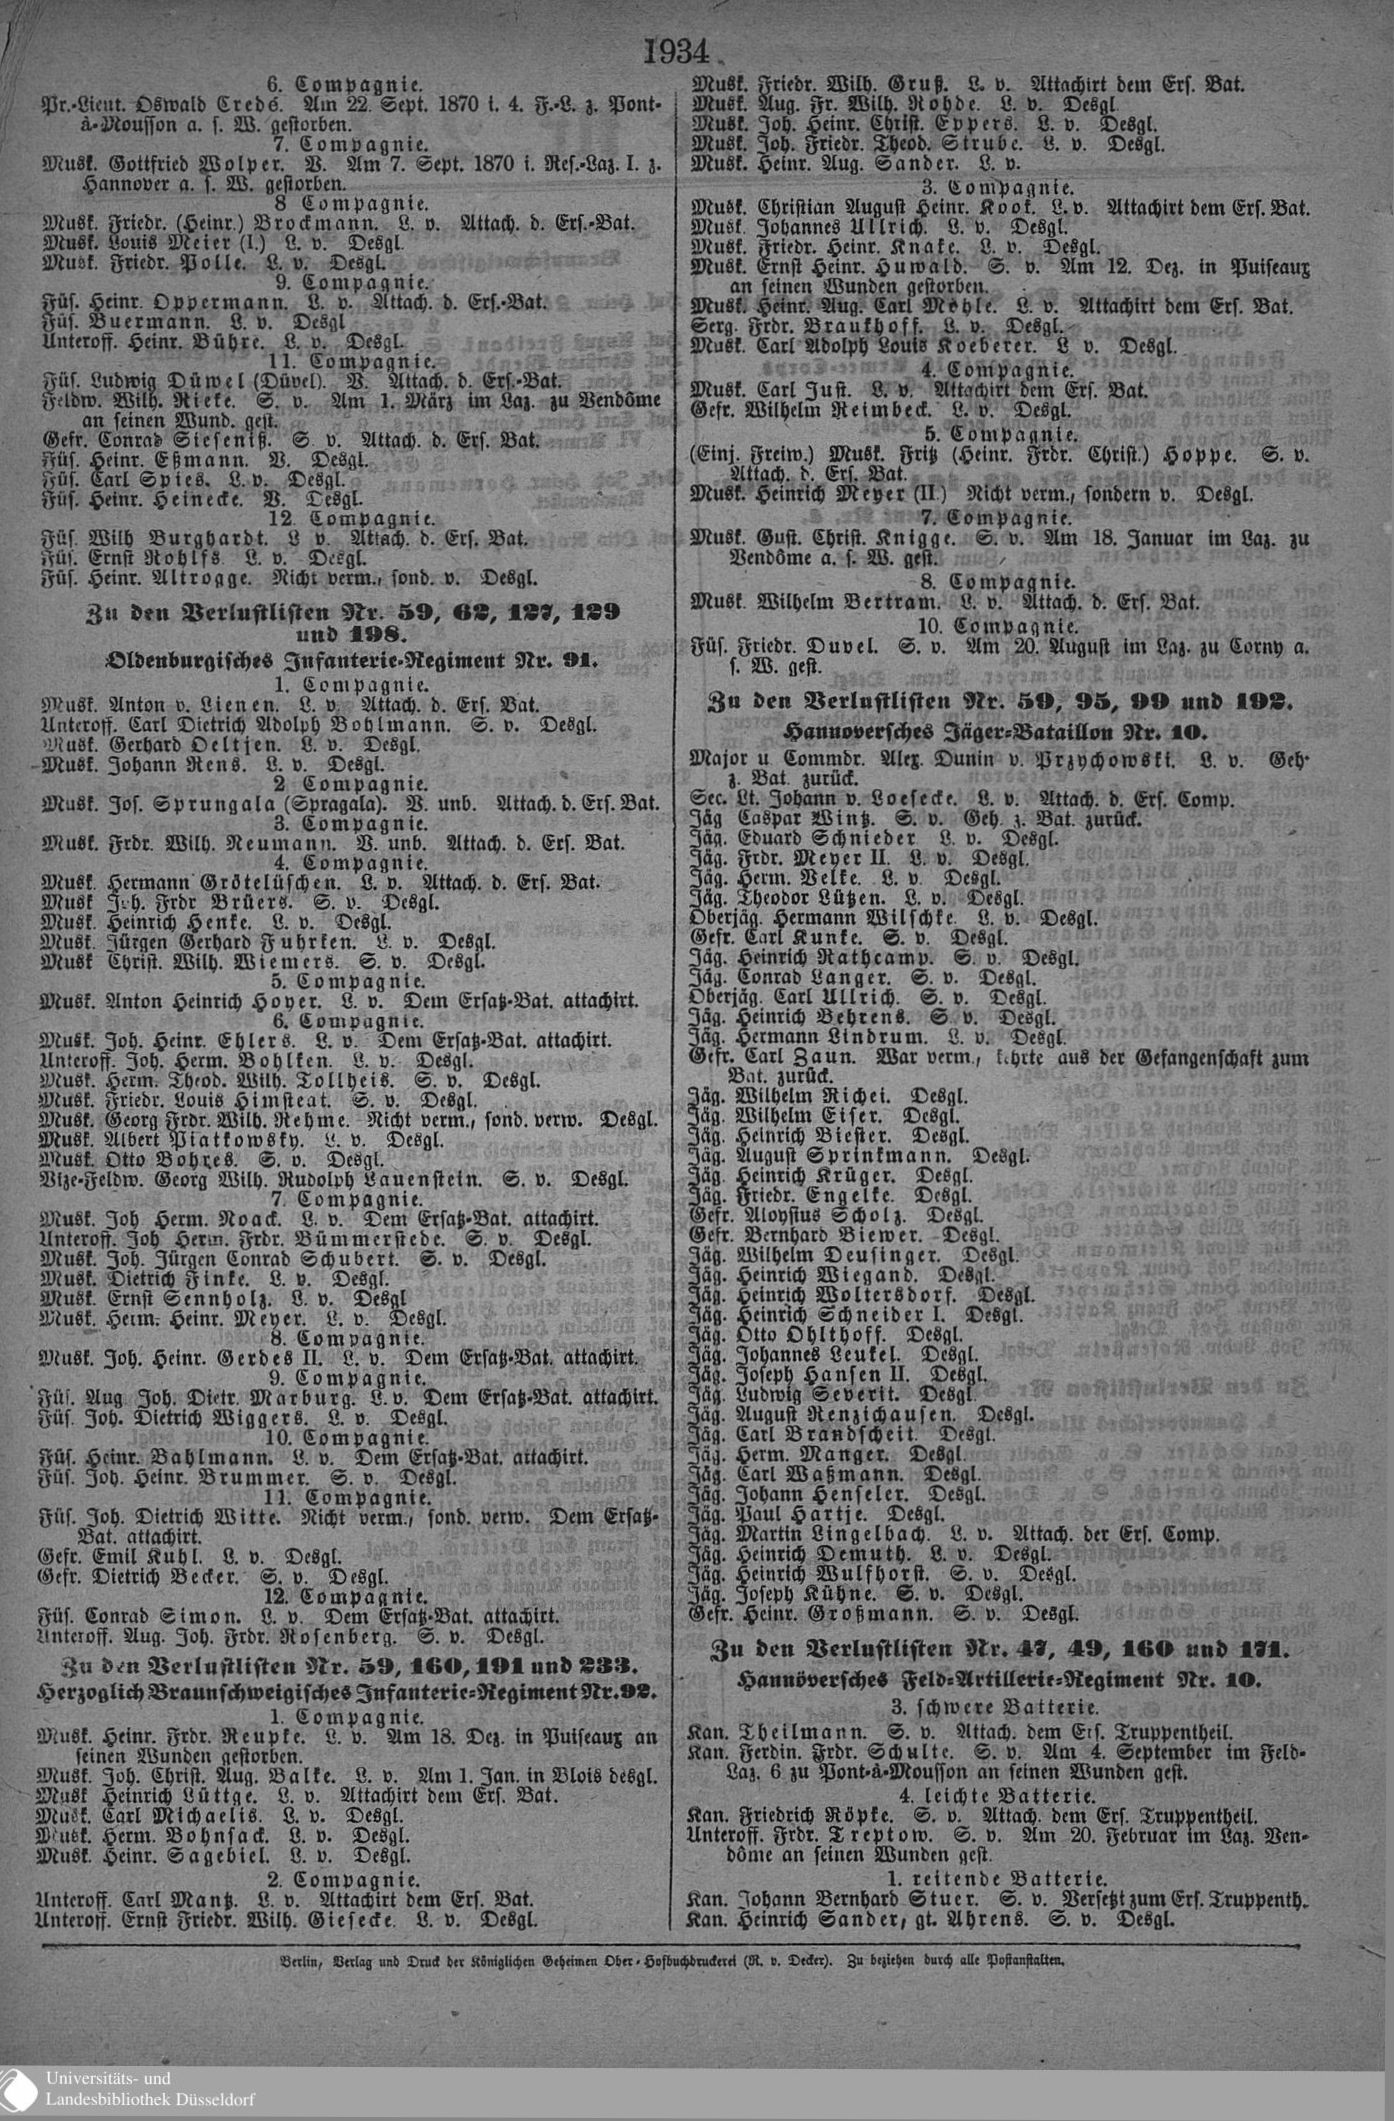 1934
6. Compagnie.
Pr.-Lieut. Oswald Credé. Am 22. Sept. 1870 i. 4. F.-L. z. Pont-
à-Mousson a. s. W. gestorben.
7. Compagnie.
Musk. Gottfried Wolper. V. Am 7. Sept. 1870 i. Res.-Laz. I. z.
Hannover a. s. W. gestorben.
8 Compagnie.
Musk. Friedr. (Heinr.) Brockmann. L. v. Attach. d. Ers.-Bat.
Musk. Louis Meier (I.) L. v. Desgl.
Musk. Friedr. Polle. L. v. Desgl.
9. Compagnie.
Füs. Heinr. Oppermann. L. v. Attach. d. Ers.-Bat.
Füs. Buermann. L. v. Desgl
Unteroff. Heinr. Bühre. L. v. Desgl.
11. Compagnie.
Füs. Ludwig Düwel (Düvel). V. Attach. d. Ers.-Bat.
Feldw. Wilh. Rieke. S. v. Am 1. März im Laz. zu Vendôme
an seinen Wund. gest.
Gefr. Conrad Sieseniß. S. v. Attach. d. Ers. Bat.
Füs. Heinr. Eßmann. V. Desgl.
Füs. Carl Spies. L. v. Desgl.
Füs. Heinr. Heinecke. V. Desgl.
12. Compagnie.
Füs. Wilh Burghardt. L v. Attach. d. Ers. Bat.
Füs. Ernst Rohlfs L. v. Desgl.
Füs. Heinr. Altrogge. Nicht verm., sond. v. Desgl.
Zu den Verlustlisten Nr. 59, 62, 127, 129
und 198.
Oldenburgisches Infanterie-Regiment Nr. 91.
1. Compagnie.
Musk. Anton v. Lienen. L. v. Attach. d. Ers. Bat.
Unteroff. Carl Dietrich Adolph Bohlmann. S. v. Desgl.
Musk. Gerhard Oeltjen. L. v. Desgl.
Musk. Johann Rens. L. v. Desgl.
2 Compagnie.
Musk. Jos. Sprungala (Spragala). V. unb. Attach. d. Ers. Bat.
3. Compagnie.
Musk. Frdr. Wilh. Neumann. V. unb. Attach. d. Ers. Bat.
4. Compagnie.
Musk. Hermann Grötelüschen. L. v. Attach. d. Ers. Bat.
Musk Joh. Frdr Brüers. S. v. Desgl.
Musk. Heinrich Henke. L. v. Desgl.
Musk. Jürgen Gerhard Fuhrken. L. v. Desgl.
Musk Christ. Wilh. Wiemers. S. v. Desgl.
5. Compagnie.
Musk. Anton Heinrich Hoyer. L. v. Dem Ersatz-Bat. attachirt.
6. Compagnie.
Musk. Joh. Heinr. Ehlers. L. v. Dem Ersatz-Bat. attachirt.
Unteroff. Joh. Herm. Bohlken. L. v. Desgl.
Musk. Herm. Theod. Wilh. Tollheis. S. v. Desgl.
Musk. Friedr. Louis Himsteat. S. v. Desgl.
Musk. Georg Frdr. Wilh. Rehme. Nicht verm., sond. verw. Desgl.
Musk. Albert Piatkowsky. L. v. Desgl.
Musk. Otto Bohres. S. v. Desgl.
Vize-Feldw. Georg Wilh. Rudolph Lauenstein. S. v. Desgl.
7. Compagnie.
Musk. Joh Herm. Noack. L. v. Dem Ersatz-Bat. attachirt.
Unteroff. Joh Herm. Frdr. Bümmerstede. S. v. Desgl.
Musk. Joh. Jürgen Conrad Schubert. S. v. Desgl.
Musk. Dietrich Finke. L. v. Desgl.
Musk. Ernst Sennholz. L. v. Desgl
Musk. Herm. Heinr. Meyer. L. v. Desgl.
8. Compagnie.
Musk. Joh. Heinr. Gerdes II. L. v. Dem Ersatz-Bat. attachirt.
9. Compagnie.
Füs. Aug Joh. Dietr. Marburg. L. v. Dem Ersatz-Bat. attachirt.
Füs. Joh. Dietrich Wiggers. L. v. Desgl.
10. Compagnie.
Füs. Heinr. Bahlmann. L. v. Dem Ersatz-Bat. attachirt.
Füs. Joh. Heinr. Brummer. S. v. Desgl.
11. Compagnie.
Füs. Joh. Dietrich Witte. Nicht verm., sond. verw. Dem Ersatz-
Bat. attachirt.
Gefr. Emil Kuhl. L. v. Desgl.
Gefr. Dietrich Becker. S. v. Desgl.
12. Compagnie.
Füs. Conrad Simon. L. v. Dem Ersatz-Bat. attachirt.
Unteroff. Aug. Joh. Frdr. Rosenberg. S. v. Desgl.
Zu den Verlustlisten Nr. 59, 160, 191 und 233.
Herzoglich Braunschweigisches Infanterie-Regiment Nr. 92.
1. Compagnie.
Musk. Heinr. Frdr. Reupke. L. v. Am 18. Dez. in Puiseaux an
seinen Wunden gestorben.
Musk. Joh. Christ. Aug. Balke. L. v. Am 1. Jan. in Blois desgl.
Musk Heinrich Lüttge. L. v. Attachirt dem Ers. Bat.
Musk. Carl Michaelis. L. v. Desgl.
Musk. Herm. Bohnsack. L. v. Desgl.
Musk. Heinr. Sagebiel. L. v. Desgl.
2. Compagnie.
Unteroff. Carl Mantz. L. v. Attachirt dem Ers. Bat.
Unteroff. Ernst Friedr. Wilh. Giesecke. L. v. Desgl.
Musk. Friedr. Wilh. Gruß. L. v. Attachirt dem Ers. Bat.
Musk. Aug. Fr. Wilh. Rohde. L. v. Desgl
Musk. Joh. Heinr. Christ. Eppers. L. v. Desgl.
Musk. Joh. Friedr. Theod. Strube. L. v. Desgl.
Musk. Heinr. Aug. Sander. L. v.
3. Compagnie.
Musk. Christian August Heinr. Kook. L. v. Attachirt dem Ers. Bat.
Musk. Johannes Ullrich. L. v. Desgl.
Musk. Friedr. Heinr. Knake. L. v. Desgl.
Musk. Ernst Heinr. Huwald. S. v. Am 12. Dez. in Puiseaux
an seinen Wunden gestorben.
Musk. Heinr. Aug. Carl Möhle. L. v. Attachirt dem Ers. Bat.
Serg. Frdr. Braukhoff. L. v. Desgl.
Musk. Carl Adolph Louis Koeberer. L v. Desgl.
4. Compagnie.
Musk. Carl Just. L. v. Attachirt dem Ers. Bat.
Gefr. Wilhelm Reimbeck. L. v. Desgl.
5. Compagnie.
(Einj. Freiw.) Musk. Fritz (Heinr. Frdr. Christ.) Hoppe. S. v.
Attach. d. Ers. Bat.
Musk. Heinrich Meyer (II.) Nicht verm., sondern v. Desgl.
7. Compagnie.
Musk. Gust. Christ. Knigge. S. v. Am 18. Januar im Laz. zu
Vendôme a. s. W. gest.
8. Compagnie.
Musk. Wilhelm Bertram. L. v. Attach. d. Ers. Bat.
10. Compagnie.
Füs. Friedr. Duvel. S. v. Am 20. August im Laz. zu Corny a.
s. W. gest.
Zu den Verlustlisten Nr. 59, 95, 99 und 192.
Hannoversches Jäger-Bataillon Nr. 10.
Major u. Commdr. Alex. Dunin v. Przychowski. L. v. Geh.
z. Bat. zurück.
Sec. Lt. Johann v. Loesecke. L. v. Attach. d. Ers. Comp.
Jäg Caspar Wintz. S. v. Geh. z. Bat. zurück.
Jäg. Eduard Schnieder L. v. Desgl.
Jäg. Frdr. Meyer II. L. v. Desgl.
Jäg. Herm. Velke. L. v. Desgl.
Jäg. Theodor Lützen. L. v. Desgl.
Oberjäg. Hermann Wilschke. L. v. Desgl.
Gefr. Carl Kunke. S. v. Desgl.
Jäg. Heinrich Rathcamp. S. v. Desgl.
Jäg. Conrad Langer. S. v. Desgl.
Oberjäg. Carl Ullrich. S. v. Desgl.
Jäg. Heinrich Behrens. S. v. Desgl.
Jäg. Hermann Lindrum. L. v. Desgl.
Gefr. Carl Zaun. War verm., kehrte aus der Gefangenschaft zum
Bat. zurück.
Jäg. Wilhelm Richei. Desgl.
Jäg. Wilhelm Eiser. Desgl.
Jäg. Heinrich Biester. Desgl.
Jäg. August Sprinkmann. Desgl.
Jäg. Heinrich Krüger. Desgl.
Jäg. Friedr. Engelke. Desgl.
Gefr. Aloysius Scholz. Desgl.
Gefr. Bernhard Biewer. Desgl.
Jäg. Wilhelm Deusinger. Desgl.
Jäg. Heinrich Wiegand. Desgl.
Jäg. Heinrich Woltersdorf. Desgl.
Jäg. Heinrich Schneider I. Desgl.
Jäg. Otto Ohlthoff. Desgl.
Jäg. Johannes Leukel. Desgl.
Jäg. Joseph Hansen II. Desgl.
Jäg. Ludwig Severit. Desgl.
Jäg. August Renzichausen. Desgl.
Jäg. Carl Brandscheit. Desgl.
Jäg. Herm. Manger. Desgl.
Jäg. Carl Waßmann. Desgl.
Jäg. Johann Henseler. Desgl.
Jäg. Paul Hartje. Desgl.
Jäg. Martin Lingelbach. L. v. Attach. der Ers. Comp.
Jäg. Heinrich Demuth. L. v. Desgl.
Jäg. Heinrich Wulfhorst. S. v. Desgl.
Jäg. Joseph Kühne. S. v. Desgl.
Gefr. Heinr. Großmann. S. v. Desgl.
Zu den Verlustlisten Nr. 47, 49, 160 und 171.
Hannöversches Feld-Artillerie-Regiment Nr. 10.
3. schwere Batterie.
Kan. Theilmann. S. v. Attach. dem Ers. Truppentheil.
Kan. Ferdin. Frdr. Schulte. S. v. Am 4. September im Feld-
Laz. 6 zu Pont-à-Mousson an seinen Wunden gest.
4. leichte Batterie.
Kan. Friedrich Röpke. S. v. Attach. dem Ers. Truppentheil.
Unteroff. Frdr. Treptow. S. v. Am 20. Februar im Laz. Ven-
dôme an seinen Wunden gest.
1. reitende Batterie.
Kan. Johann Bernhard Stuer. S. v. Versetzt zum Ers. Truppenth.
Kan. Heinrich Sander, gt. Ahrens. S. v. Desgl.
Berlin, Verlag und Druck der Königlichen Geheimen Ober-Hofbuchdruckerei (R. v. Decker). Zu beziehen durch alle Postanstalten.
Universitäts- und
Landesbibliothek Düsseldorf